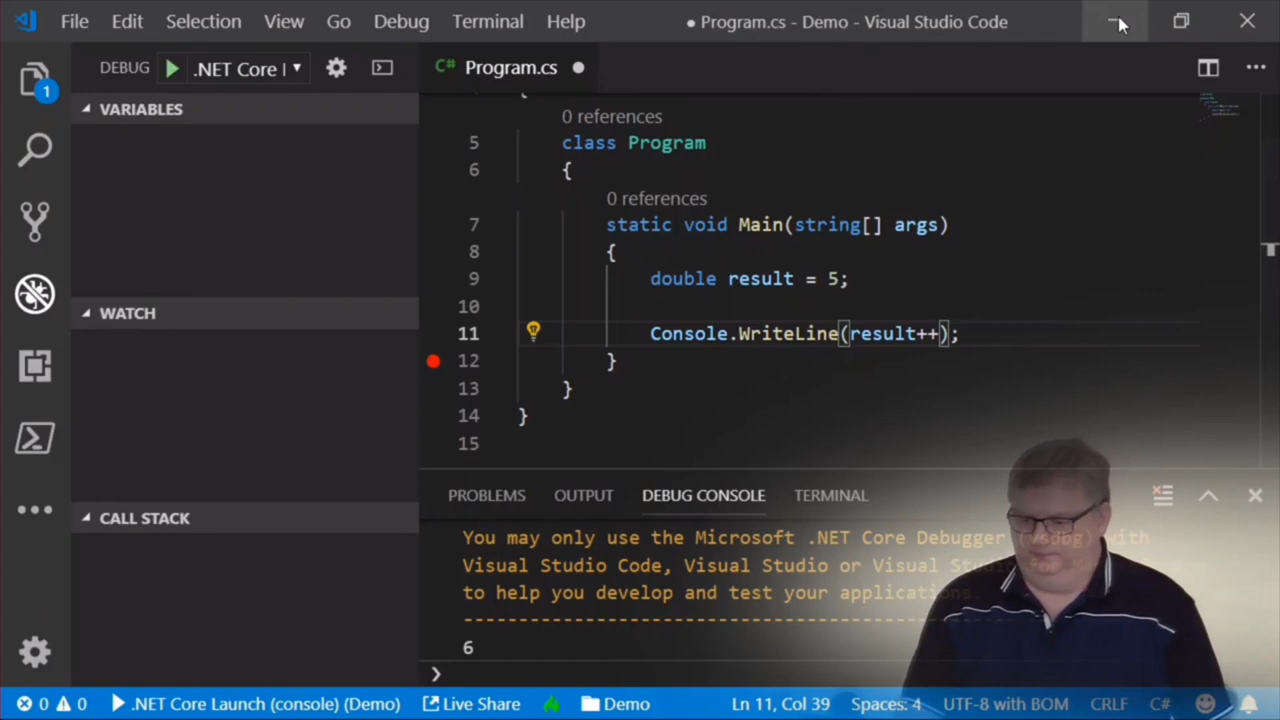 File Edit Selection View Go Debug Terminal Help ● Program.cs - Demo - Visual Studio Code
DEBUG .NET Core
C# Program.cs
1
VARIABLES
WATCH
CALL STACK
{
0 references
5 class Program
6 {
0 references
7 static void Main(string[] args)
8 {
9 double result = 5;
10
11 Console.WriteLine(result++);
12 }
13 }
14 }
15
PROBLEMS OUTPUT DEBUG CONSOLE TERMINAL
You may only use the Microsoft .NET Core Debugger (vsdbg) with
Visual Studio Code, Visual Studio or Visual
to help you develop and test your applications.
--------------------------------------------------
6
0 0 .NET Core Launch (console) (Demo) Live Share Demo Ln 11, Col 39 Spaces: 4 UTF-8 with BOM CRLF C#